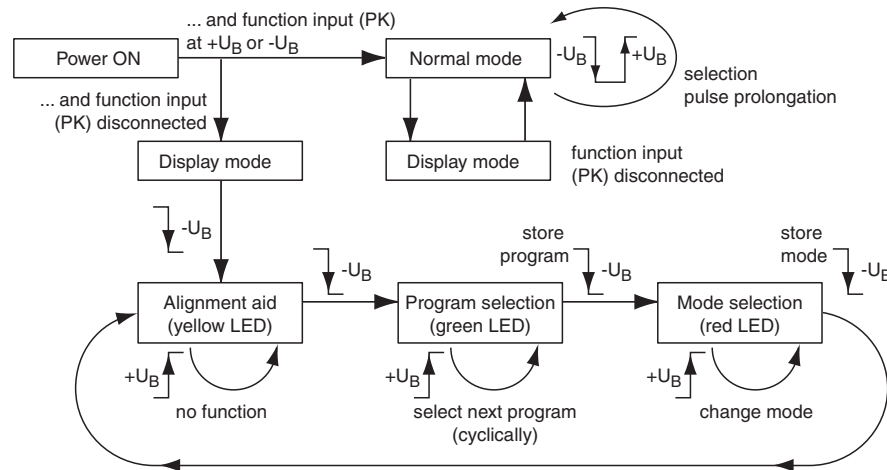 ... and function input (PK)
at +UB or -UB
Power ON
Normal mode
-UB
+UB
selection
pulse prolongation
... and function input
(PK) disconnected
Display mode
Display mode
function input
(PK) disconnected
-UB
-UB
store
program
-UB
store
mode
-UB
Alignment aid
(yellow LED)
Program selection
(green LED)
Mode selection
(red LED)
+UB
no function
+UB
select next program
(cyclically)
+UB
change mode